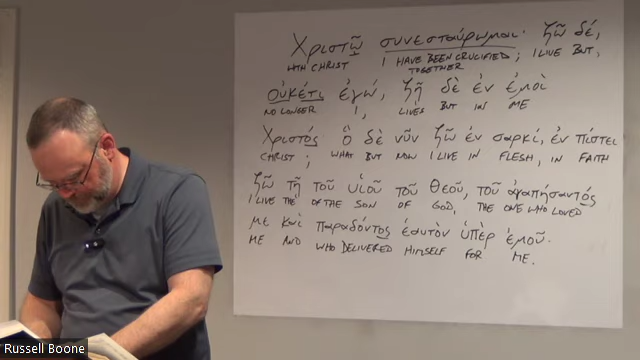 Χριστῷ συνεσταύρωμαι· ζῶ δέ,
WITH CHRIST I HAVE BEEN CRUCIFIED; I LIVE BUT,
TOGETHER
Οὐκέτι ἐγώ, ζῇ δὲ ἐν ἐμοὶ
NO LONGER I, LIVES BUT IN ME
Χριστός ὃ δὲ νῦν ζῶ ἐν σαρκί, ἐν πίστει
CHRIST; WHAT BUT NOW I LIVE IN FLESH, IN FAITH
ζῶ τῇ τοῦ υἱοῦ τοῦ θεοῦ, τοῦ ἀγαπήσαντός
I LIVE THE OF THE SON OF GOD, THE ONE WHO LOVED
με καὶ παραδόντος ἑαυτὸν ὑπὲρ ἐμοῦ.
ME AND WHO DELIVERED HIMSELF FOR ME.
Russell Boone